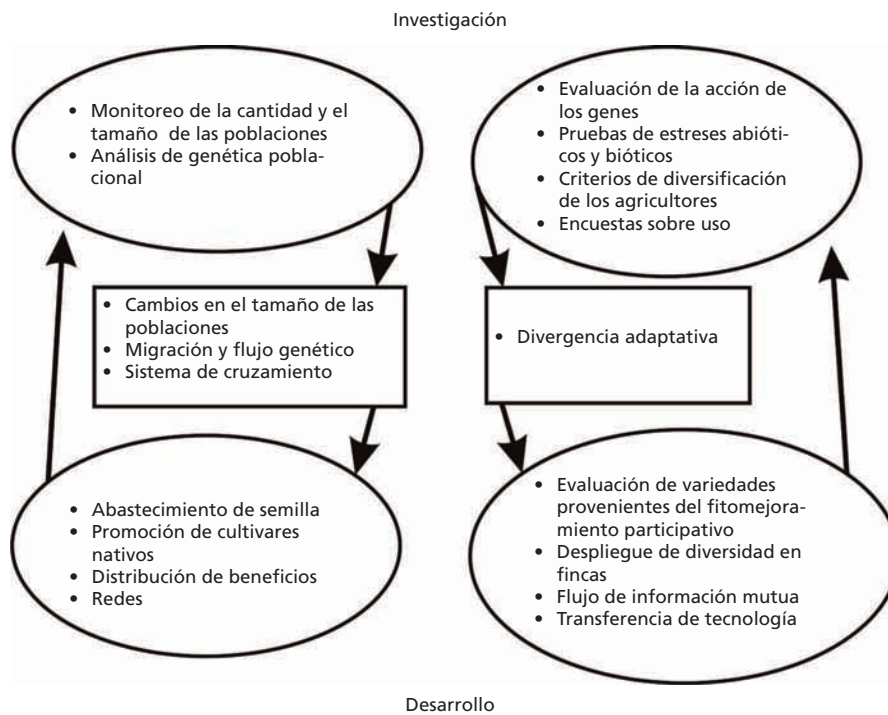 Investigación
• Monitoreo de la cantidad y el
tamaño de las poblaciones
• Análisis de genética pobla-
cional
• Evaluación de la acción de
los genes
• Pruebas de estreses abióti-
cos y bióticos
• Criterios de diversificación
de los agricultores
• Encuestas sobre uso
• Cambios en el tamaño de las
poblaciones
• Migración y flujo genético
• Sistema de cruzamiento
• Divergencia adaptativa
• Abastecimiento de semilla
• Promoción de cultivares
nativos
• Distribución de beneficios
• Redes
• Evaluación de variedades
provenientes del fitomejora-
miento participativo
• Despliegue de diversidad en
fincas
• Flujo de información mutua
• Transferencia de tecnología
Desarrollo